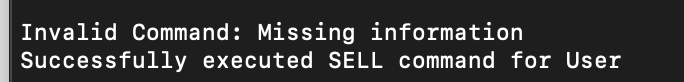 Invalid Command: Missing information
Successfully executed SELL command for User